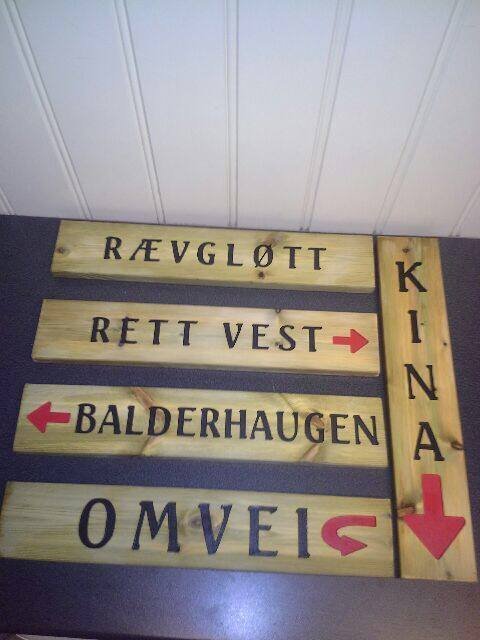 RÆVGLØTT
RETT VEST
BALDERHAUGEN
OMVEI
KINA